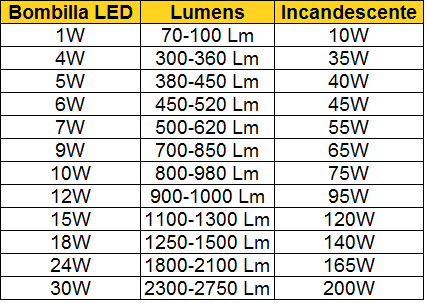 Bombilla LED Lumens Incandescente
1W 70-100 Lm 10W
4W 300-360 Lm 35W
5W 380-450 Lm 40W
6W 450-520 Lm 45W
7W 500-620 Lm 55W
9W 700-850 Lm 65W
10W 800-980 Lm 75W
12W 900-1000 Lm 95W
15W 1100-1300 Lm 120W
18W 1250-1500 Lm 140W
24W 1800-2100 Lm 165W
30W 2300-2750 Lm 200W